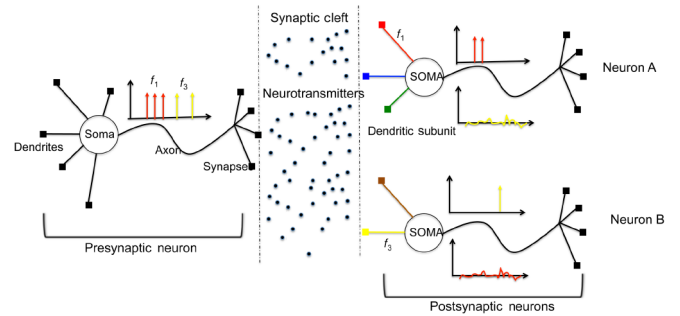 Synaptic cleft
Neurotransmitters
f1
f3
Soma
Dendrites
Axon
Synapse
Presynaptic neuron
f1
SOMA
Dendritic subunit
Neuron A
SOMA
f3
Neuron B
Postsynaptic neurons